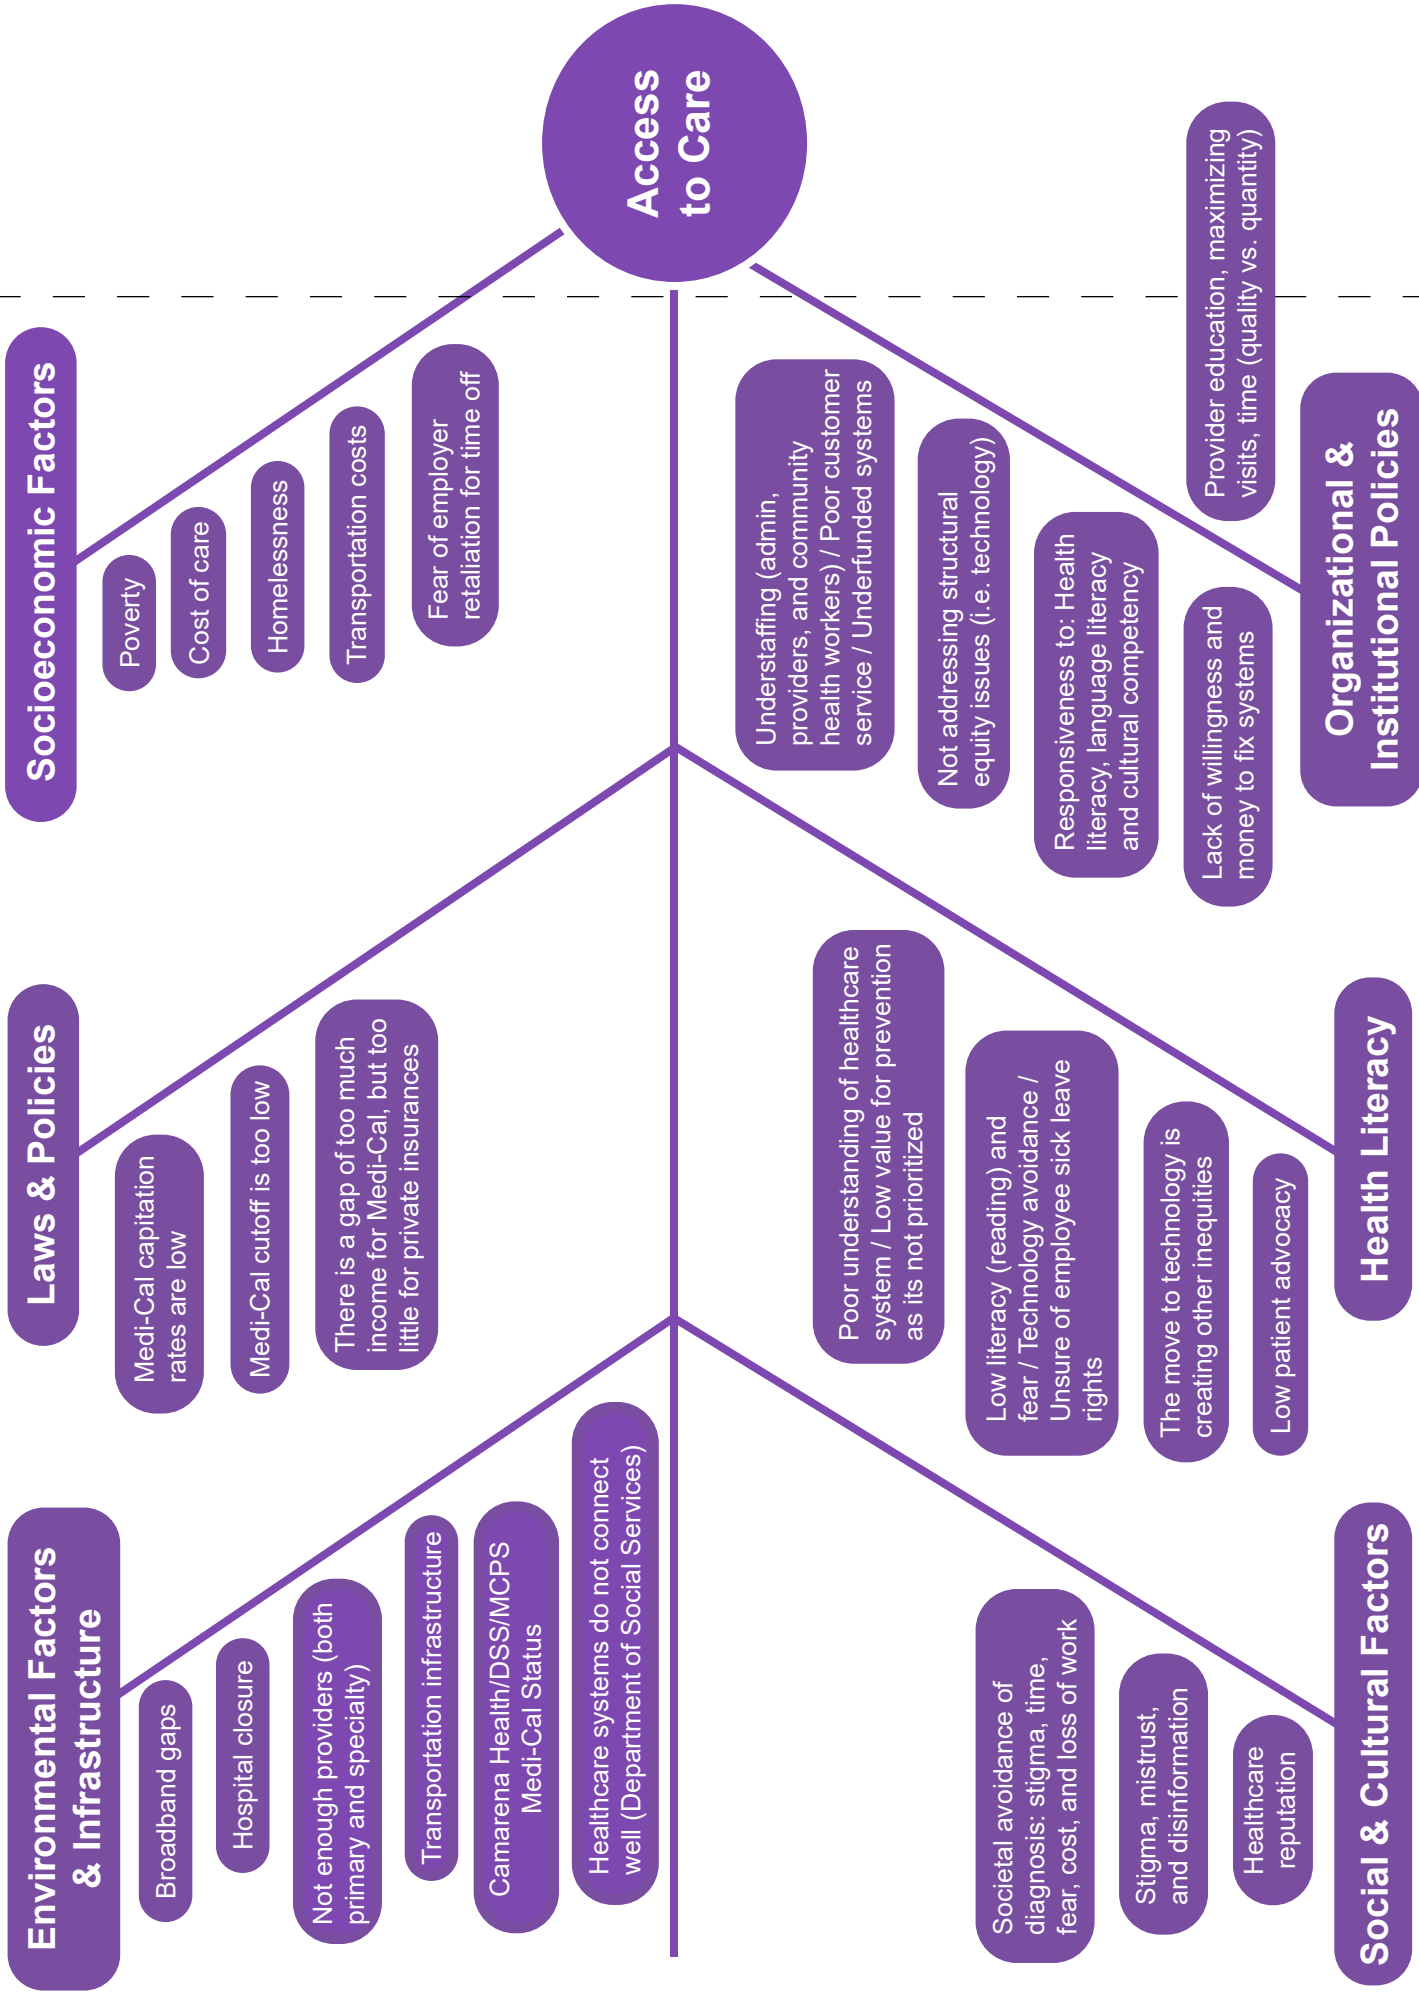 Environmental Factors
& Infrastructure
Broadband gaps
Hospital closure
Not enough providers (both
primary and specialty)
Transportation infrastructure
Camarena Health/DSS/MCPS
Medi-Cal Status
Healthcare systems do not connect
well (Department of Social Services)
Laws & Policies
Medi-Cal capitation
rates are low
Medi-Cal cutoff is too low
There is a gap of too much
income for Medi-Cal, but too
little for private insurances
Socioeconomic Factors
Poverty
Cost of care
Homelessness
Transportation costs
Fear of employer
retaliation for time off
Access
to Care
Societal avoidance of
diagnosis: stigma, time,
fear, cost, and loss of work
Stigma, mistrust,
and disinformation
Healthcare
reputation
Social & Cultural Factors
Poor understanding of healthcare
system / Low value for prevention
as its not prioritized
Low literacy (reading) and
fear / Technology avoidance /
Unsure of employee sick leave
rights
The move to technology is
creating other inequities
Low patient advocacy
Health Literacy
Understaffing (admin,
providers, and community
health workers) / Poor customer
service / Underfunded systems
Not addressing structural
equity issues (i.e. technology)
Responsiveness to: Health
literacy, language literacy
and cultural competency
Lack of willingness and
money to fix systems
Provider education, maximizing
visits, time (quality vs. quantity)
Organizational &
Institutional Policies